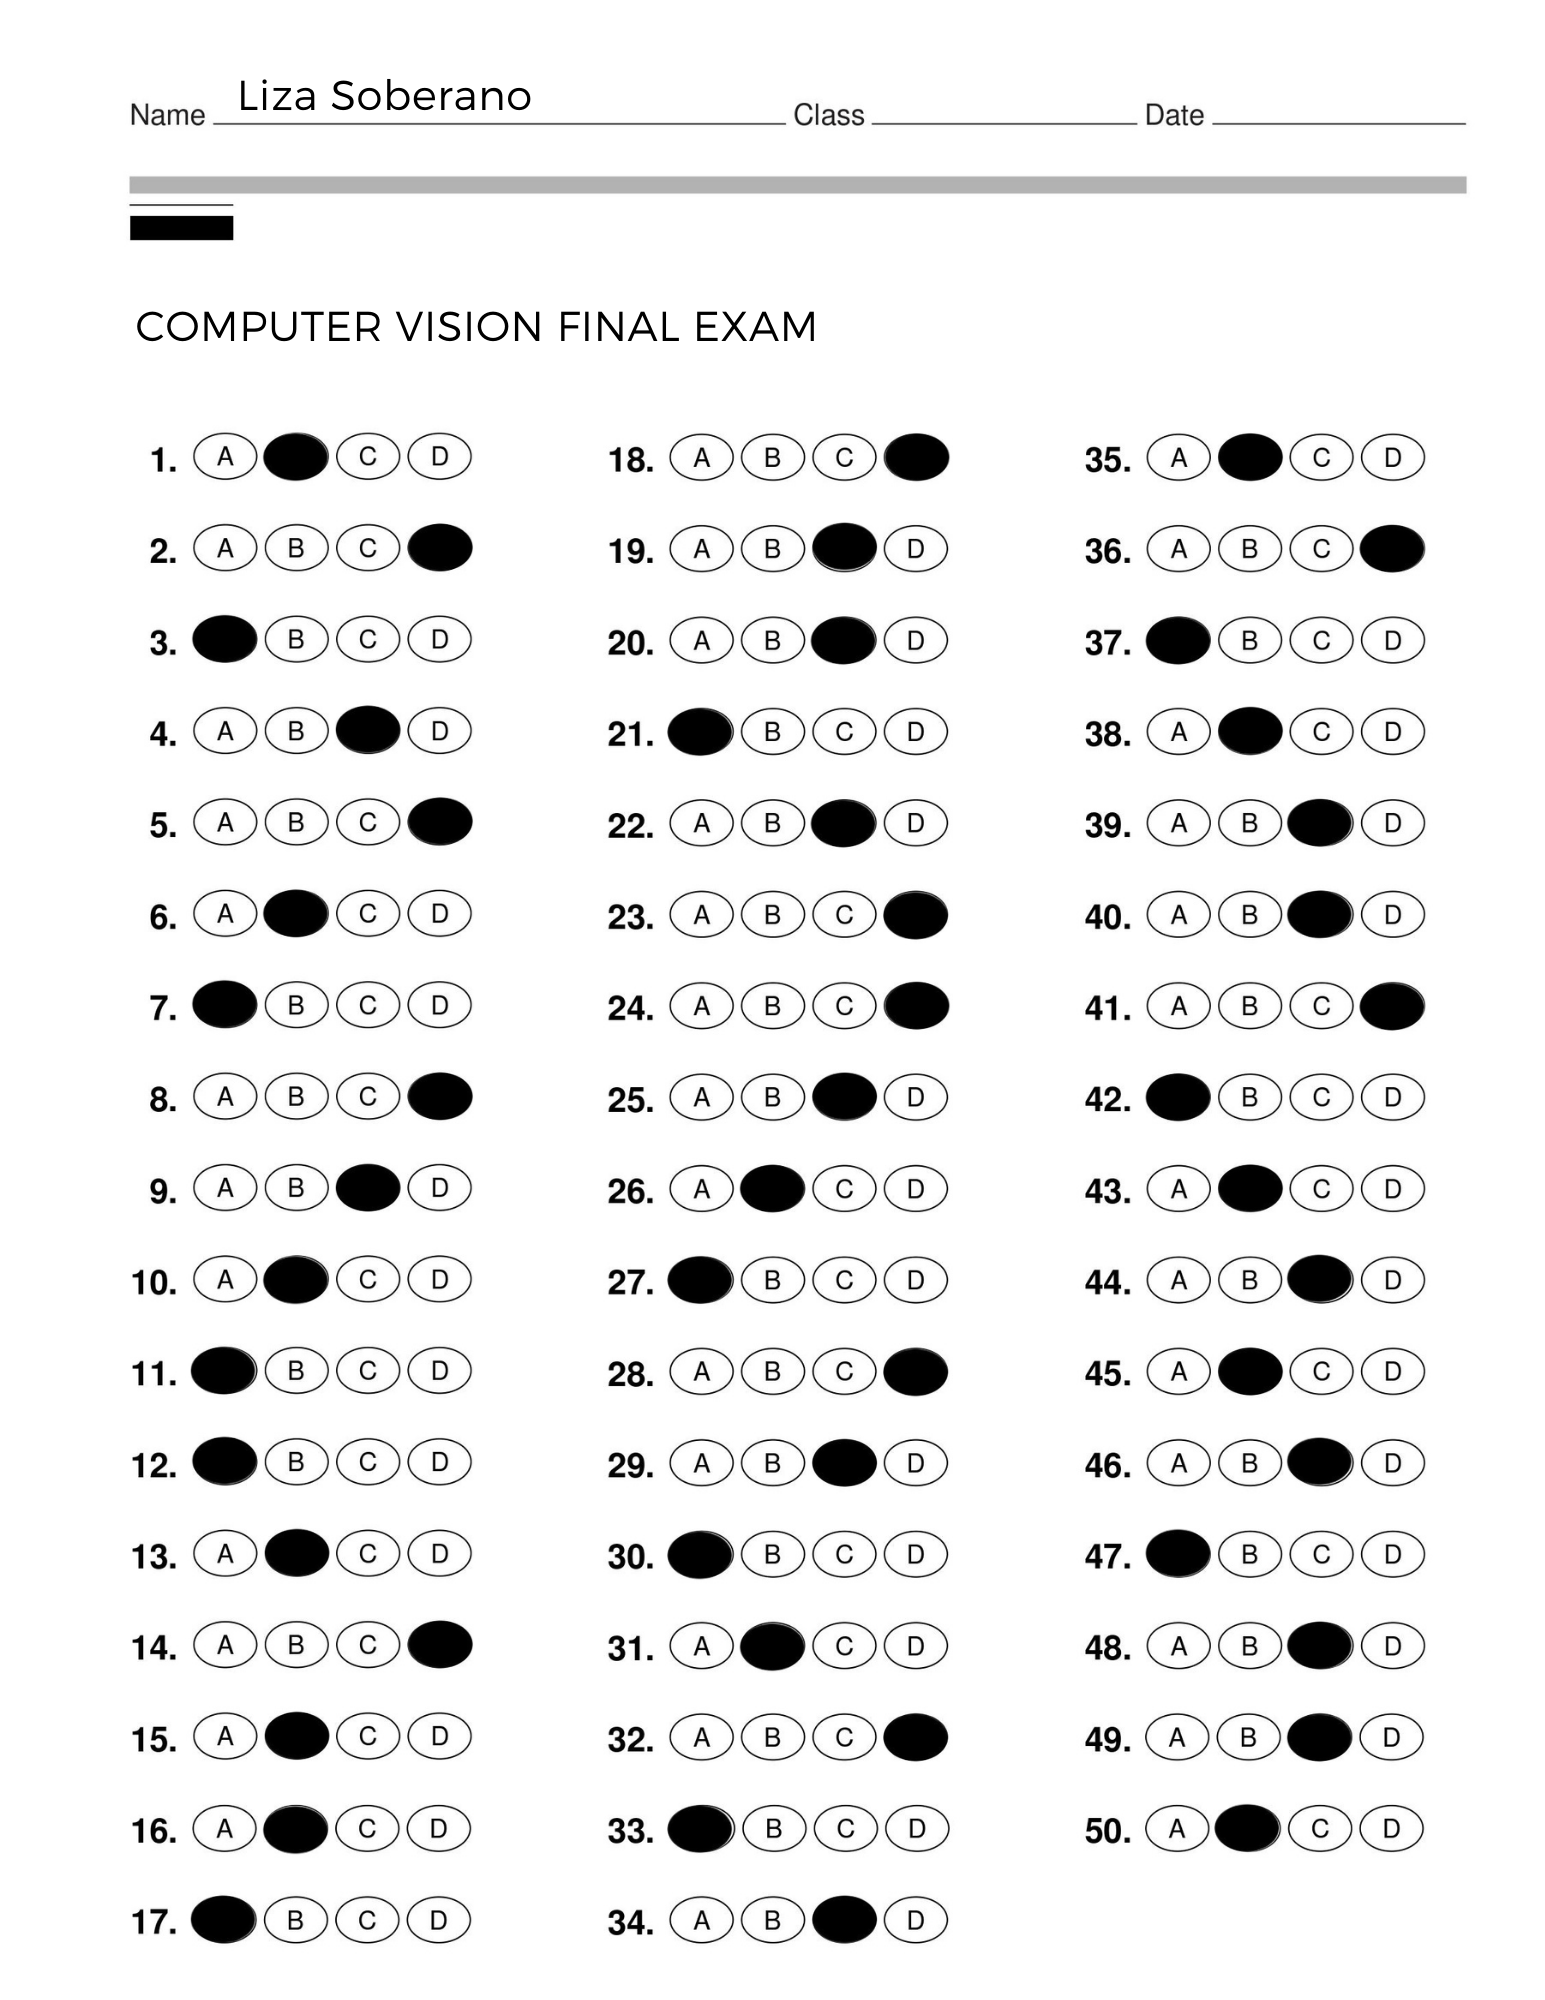 Name Liza Soberano Class Date
COMPUTER VISION FINAL EXAM
1. A C D 18. A B C 35. A C D
2. A B C 19. A B D 36. A B C
3. B C D 20. A B D 37. B C D
4. A B D 21. B C D 38. A C D
5. A B C 22. A B D 39. A B D
6. A C D 23. A B C 40. A B D
7. B C D 24. A B C 41. A B C
8. A B C 25. A B D 42. B C D
9. A B D 26. A C D 43. A C D
10. A C D 27. B C D 44. A B D
11. B C D 28. A B C 45. A C D
12. B C D 29. A B D 46. A B D
13. A C D 30. B C D 47. B C D
14. A B C 31. A C D 48. A B D
15. A C D 32. A B C 49. A B D
16. A C D 33. B C D 50. A C D
17. B C D 34. A B D